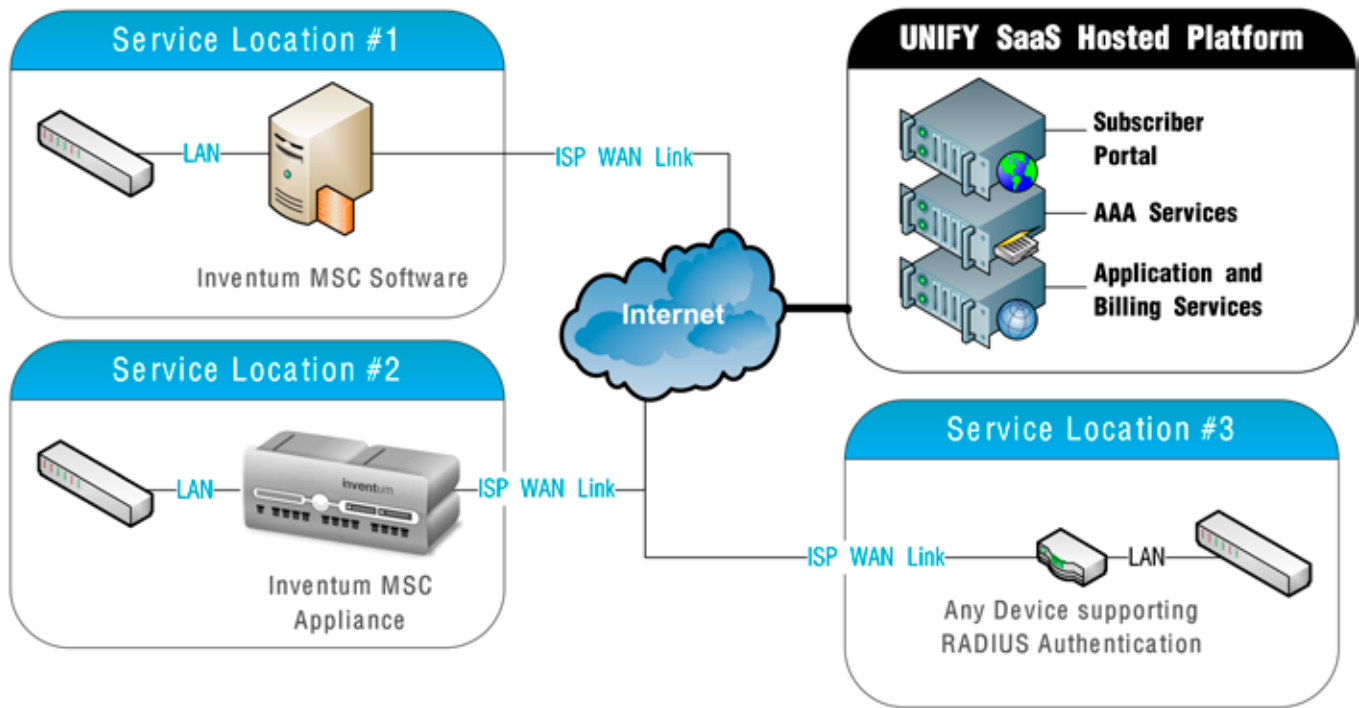 Service Location #1
LAN
ISP WAN Link
Inventum MSC Software
UNIFY SaaS Hosted Platform
Subscriber
Portal
AAA Services
Application and
Billing Services
Internet
Service Location #2
LAN
inventum
ISP WAN Link
Inventum MSC
Appliance
Service Location #3
ISP WAN Link
LAN
Any Device supporting
RADIUS Authentication